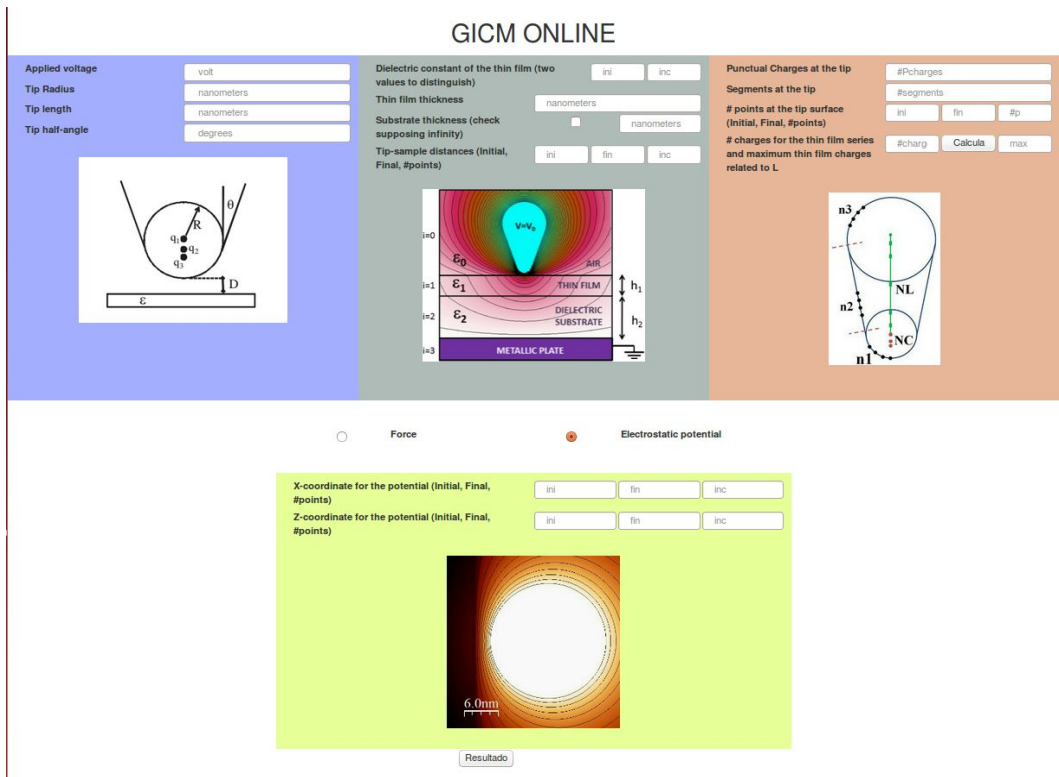 GICM ONLINE
Applied voltage
volt
Tip Radius
nanometers
Tip length
nanometers
Tip half-angle
degrees
θ
R
q1
q2
q3
D
ε
Dielectric constant of the thin film (two
values to distinguish)
ini inc
Thin film thickness
nanometers
Substrate thickness (check
supposing infinity)
nanometers
Tip-sample distances (Initial,
Final, #points)
ini fin inc
V=V0
i=0
ε0
AIR
i=1 ε1 THIN FILM h1
i=2 ε2 DIELECTRIC
SUBSTRATE h2
i=3 METALLIC PLATE
Punctual Charges at the tip
#Pcharges
Segments at the tip
#segments
# points at the tip surface
(Initial, Final, #points)
ini fin #p
# charges for the thin film series
and maximum thin film charges
related to L
#charg Calcula max
n3
NL
n2
NC
n1
Force Electrostatic potential
X-coordinate for the potential (Initial, Final,
#points)
ini fin inc
Z-coordinate for the potential (Initial, Final,
#points)
ini fin inc
6.0nm
Resultado